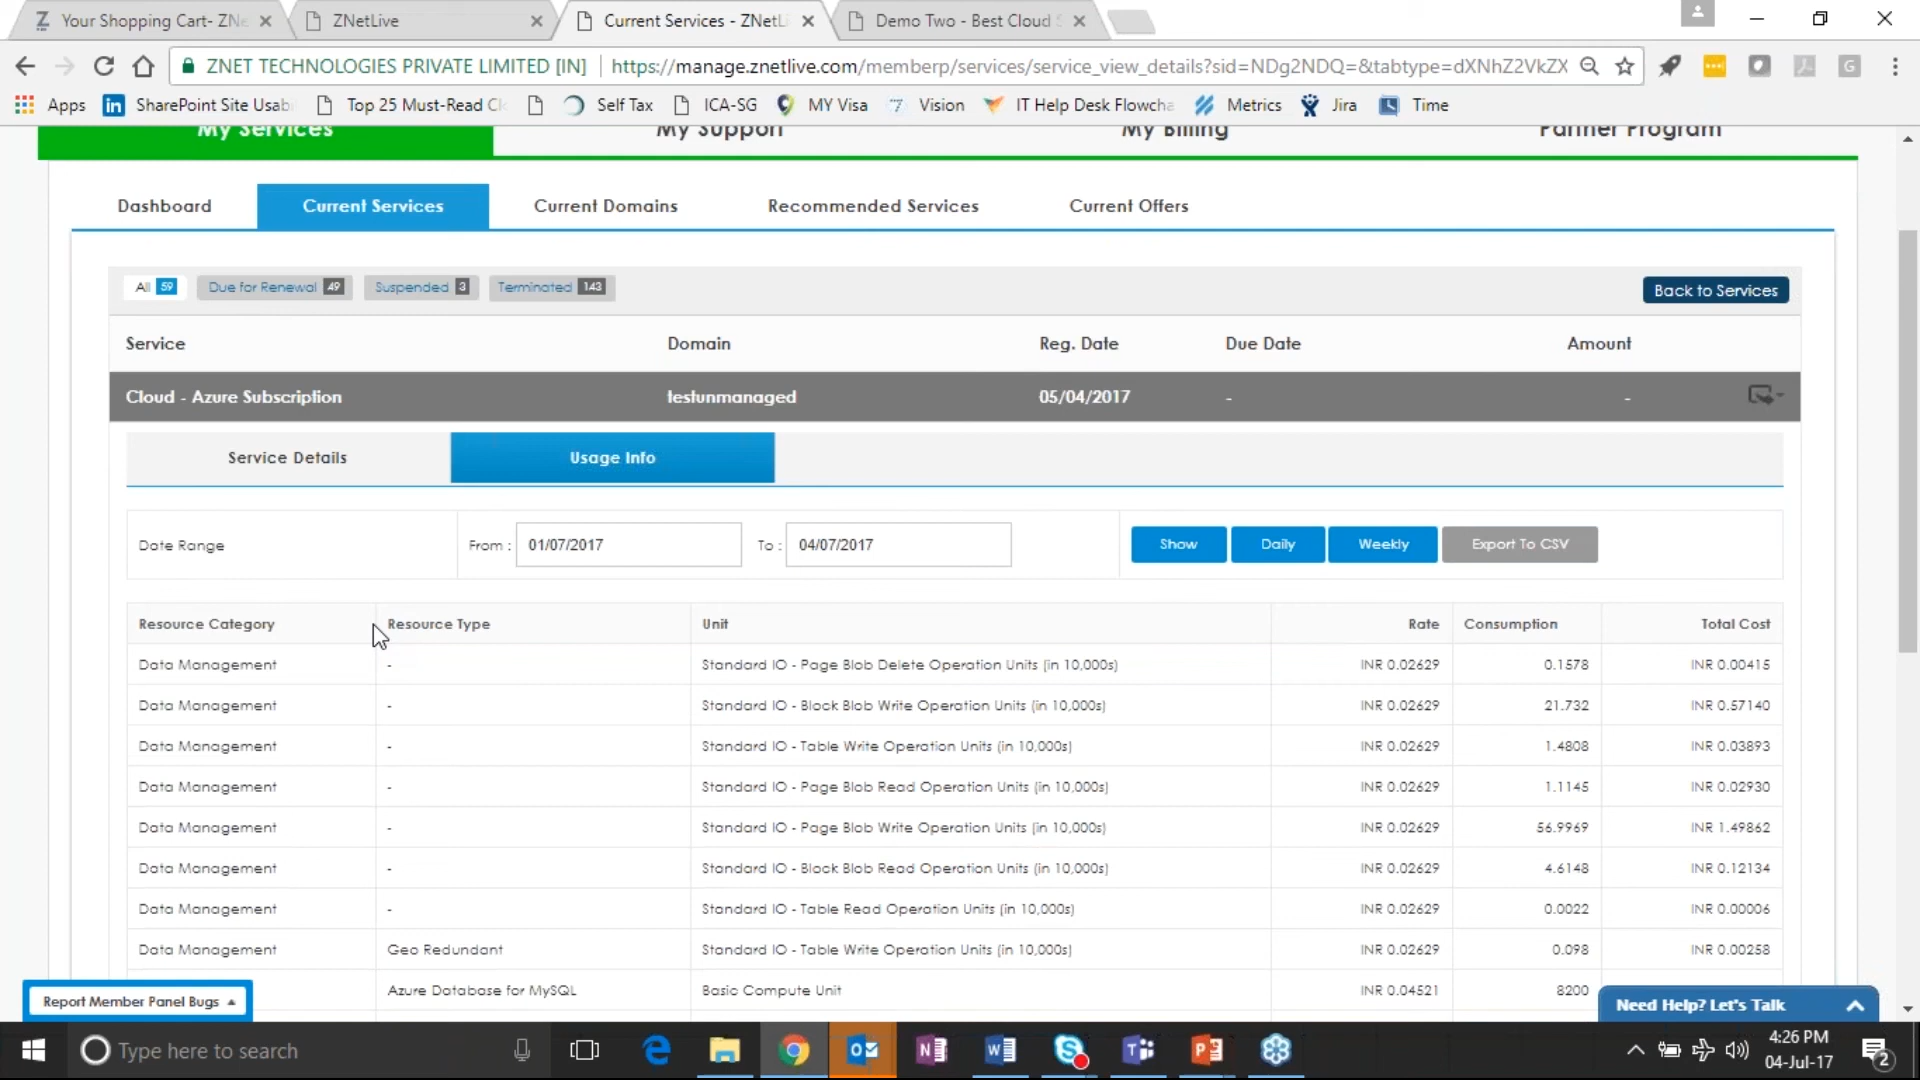 Your Shopping Cart- ZNe
ZNetLive
Current Services - ZNetLi
Demo Two - Best Cloud S
ZNET TECHNOLOGIES PRIVATE LIMITED [IN]
https://manage.znetlive.com/memberp/services/service_view_details?sid=NDg2NDQ=&tabtype=dXNhZ2VkZX
Apps
SharePoint Site Usabi
Top 25 Must-Read C
Self Tax
ICA-SG
MY Visa
Vision
IT Help Desk Flowcha
Metrics
Jira
Time
My Services
My Support
My Billing
Partner Program
Dashboard
Current Services
Current Domains
Recommended Services
Current Offers
All 59
Due for Renewal 49
Suspended 3
Terminated 143
Back to Services
Service Domain Reg. Date Due Date Amount
Cloud - Azure Subscription testunmanaged 05/04/2017 - -
Service Details
Usage Info
Date Range
From : 01/07/2017
To : 04/07/2017
Show
Daily
Weekly
Export To CSV
Resource Category Resource Type Unit Rate Consumption Total Cost
Data Management - Standard IO - Page Blob Delete Operation Units (in 10,000s) INR 0.02629 0.1578 INR 0.00415
Data Management - Standard IO - Block Blob Write Operation Units (in 10,000s) INR 0.02629 21.732 INR 0.57140
Data Management - Standard IO - Table Write Operation Units (in 10,000s) INR 0.02629 1.4808 INR 0.03893
Data Management - Standard IO - Page Blob Read Operation Units (in 10,000s) INR 0.02629 1.1145 INR 0.02930
Data Management - Standard IO - Page Blob Write Operation Units (in 10,000s) INR 0.02629 56.9969 INR 1.49862
Data Management - Standard IO - Block Blob Read Operation Units (in 10,000s) INR 0.02629 4.6148 INR 0.12134
Data Management - Standard IO - Table Read Operation Units (in 10,000s) INR 0.02629 0.0022 INR 0.00006
Data Management Geo Redundant Standard IO - Table Write Operation Units (in 10,000s) INR 0.02629 0.098 INR 0.00258
Azure Database for MySQL Basic Compute Unit INR 0.04521 8200
Report Member Panel Bugs
Need Help? Let's Talk
Type here to search
4:26 PM
04-Jul-17
2